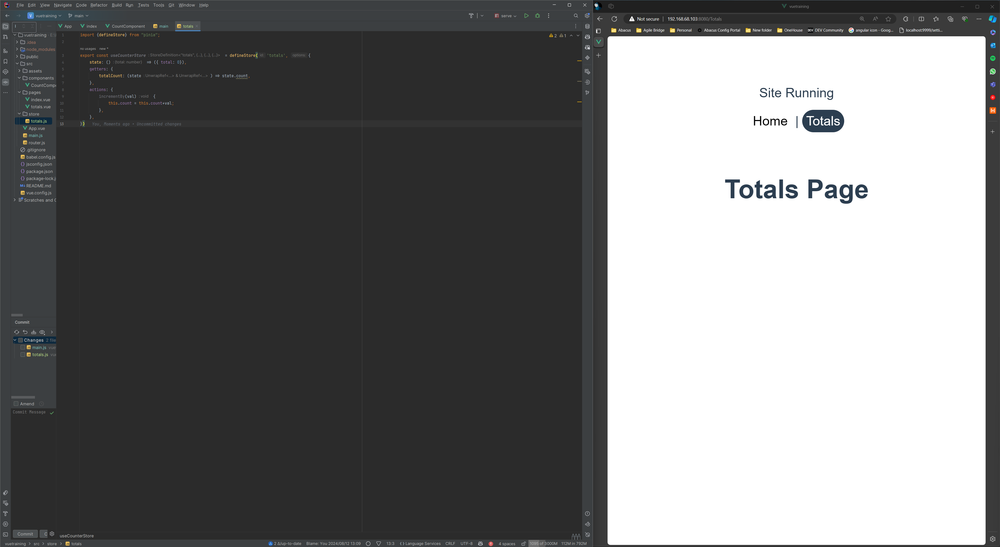 File Edit View Navigate Code Refactor Build Run Tests Tools Git Window Help
V vuetraining main serve
App index CountComponent main totals
vuetraining E:\
.idea
node_modules
public
src
assets
components
CountCompo
pages
index.vue
totals.vue
store
totals.js
App.vue
main.js
router.js
.gitignore
babel.config.js
jsconfig.json
package.json
package-lock.j
README.md
vue.config.js
Scratches and C
2 1
1 import {defineStore} from "pinia";
2
no usages new *
3 export const useCounterStore : StoreDefinition<"totals", {...}, {...}, {...}> = defineStore( id: 'totals', options: {
4 state: () : {total: number} => ({ total: 0}),
5 getters: {
6 totalCount: (state : UnwrapRef<...> & UnwrapRef<...> ) => state.count,
7 },
8 actions: {
9 incrementBy(val) : void {
10 this.count = this.count+val;
11 },
12 },
13 }) You, Moments ago • Uncommitted changes
Commit
Changes 2 file
main.js vue
totals.js vu
Amend
Commit Message
Commit C
useCounterStore
vuetraining > src > store > totals
2 Δ/up-to-date Blame: You 2024/08/12 13:09 13:3 { } Language Services CRLF UTF-8 4 spaces 1095 of 3000M 112M in 792M
vuetraining
Not secure 192.168.68.103:8080/Totals
Abacus Agile Bridge Personal Abacus Config Portal New folder OneHouse DEV DEV Community angular icon - Goog... localhost:9999/setti...
Site Running
Home | Totals
Totals Page